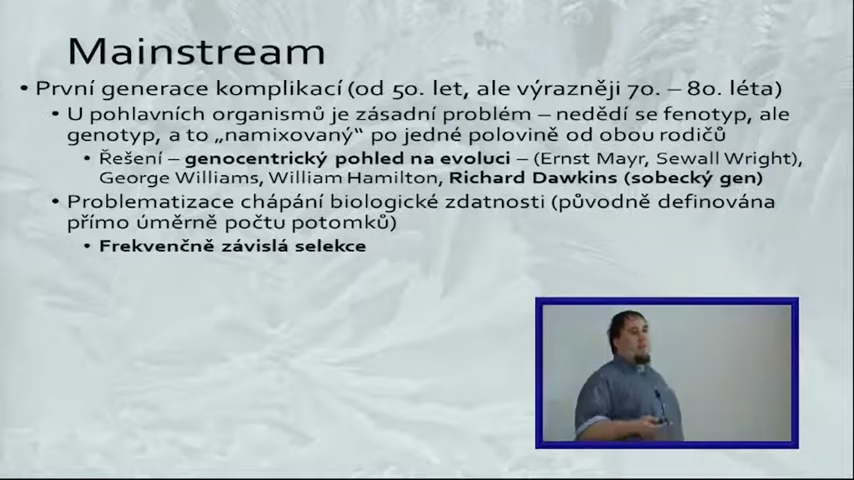 Mainstream
• První generace komplikací (od 50. let, ale výrazněji 70. – 80. léta)
• U pohlavních organismů je zásadní problém – nedědí se fenotyp, ale
genotyp, a to „namixovaný“ po jedné polovině od obou rodičů
• Řešení – genocentrický pohled na evoluci – (Ernst Mayr, Sewall Wright),
George Williams, William Hamilton, Richard Dawkins (sobecký gen)
• Problematizace chápání biologické zdatnosti (původně definována
přímo úměrně počtu potomků)
• Frekvenčně závislá selekce